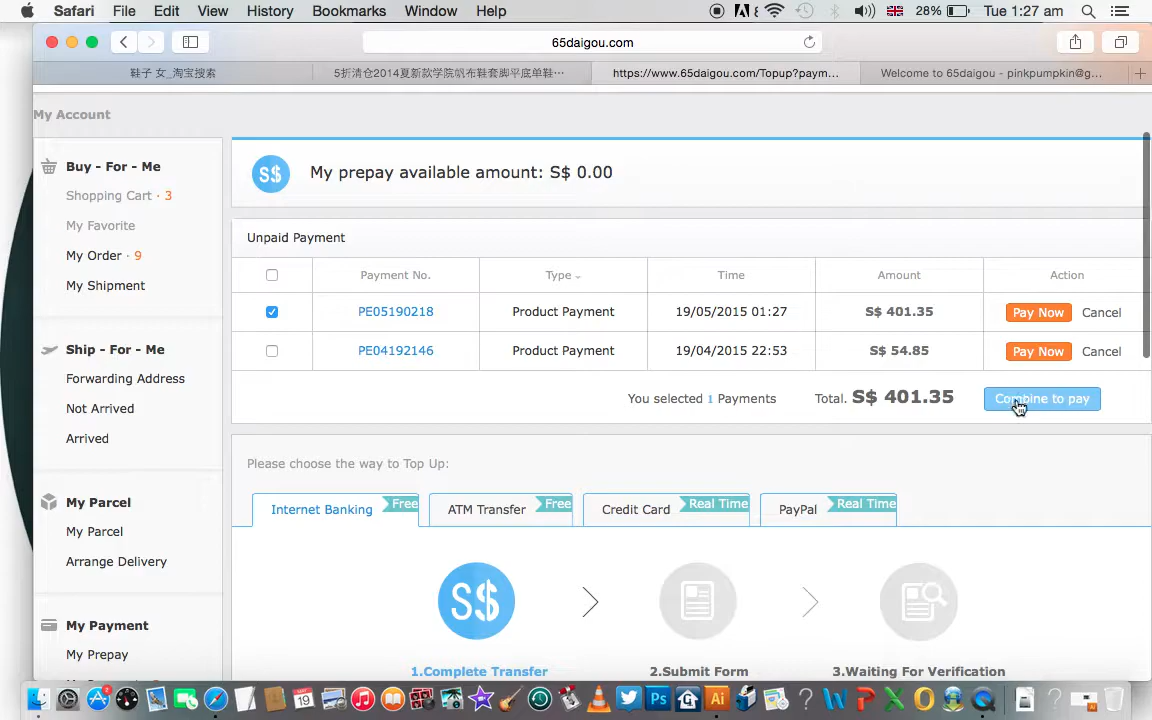 Safari File Edit View History Bookmarks Window Help 28% Tue 1:27 am
65daigou.com
鞋子 女_淘宝搜索 5折清仓2014夏新款学院帆布鞋套脚平底单鞋… https://www.65daigou.com/Topup?paym... Welcome to 65daigou - pinkpumpkin@g...
My Account
Buy - For - Me
Shopping Cart · 3
My Favorite
My Order · 9
My Shipment
Ship - For - Me
Forwarding Address
Not Arrived
Arrived
My Parcel
My Parcel
Arrange Delivery
My Payment
My Prepay
S$ My prepay available amount: S$ 0.00
Unpaid Payment
Payment No. Type Time Amount Action
PE05190218 Product Payment 19/05/2015 01:27 S$ 401.35 Pay Now Cancel
PE04192146 Product Payment 19/04/2015 22:53 S$ 54.85 Pay Now Cancel
You selected 1 Payments Total. S$ 401.35 Combine to pay
Please choose the way to Top Up:
Internet Banking Free ATM Transfer Free Credit Card Real Time PayPal Real Time
S$
1.Complete Transfer 2.Submit Form 3.Waiting For Verification